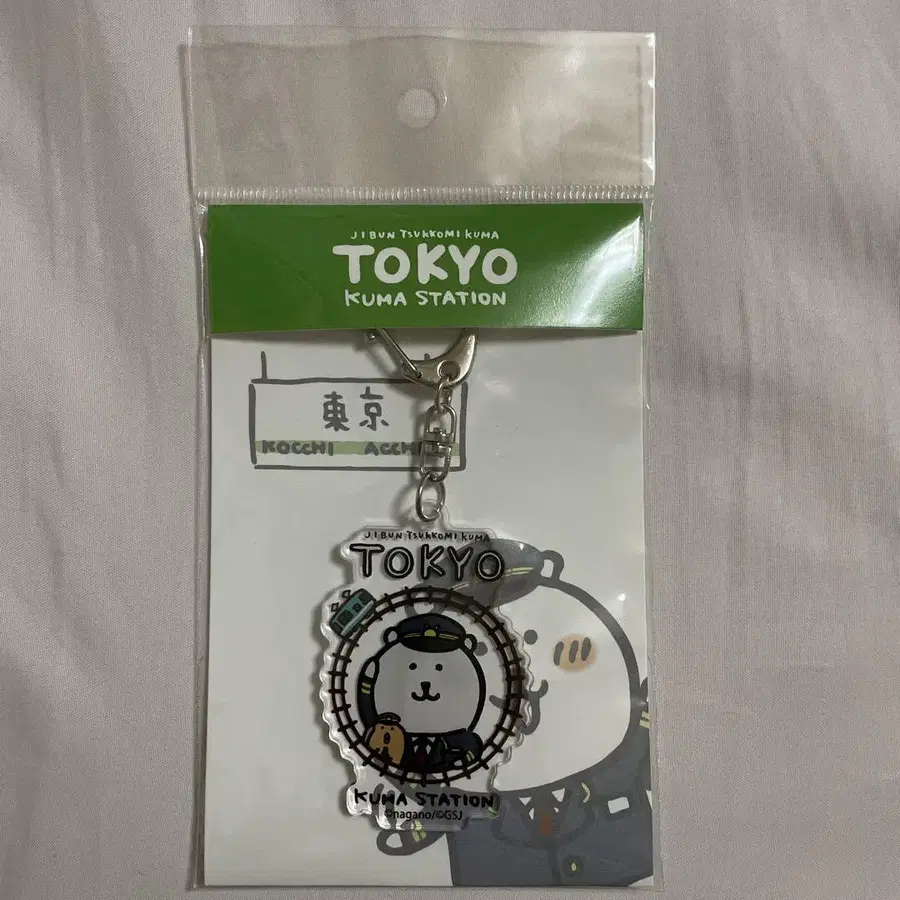 JIBUN TSUKKOMI KUMA
TOKYO
KUMA STATION
東京
KOCCHI
JIBUN TSUKKOMI KUMA
TOKYO
KUMA STATION
©nagano/©GSJ